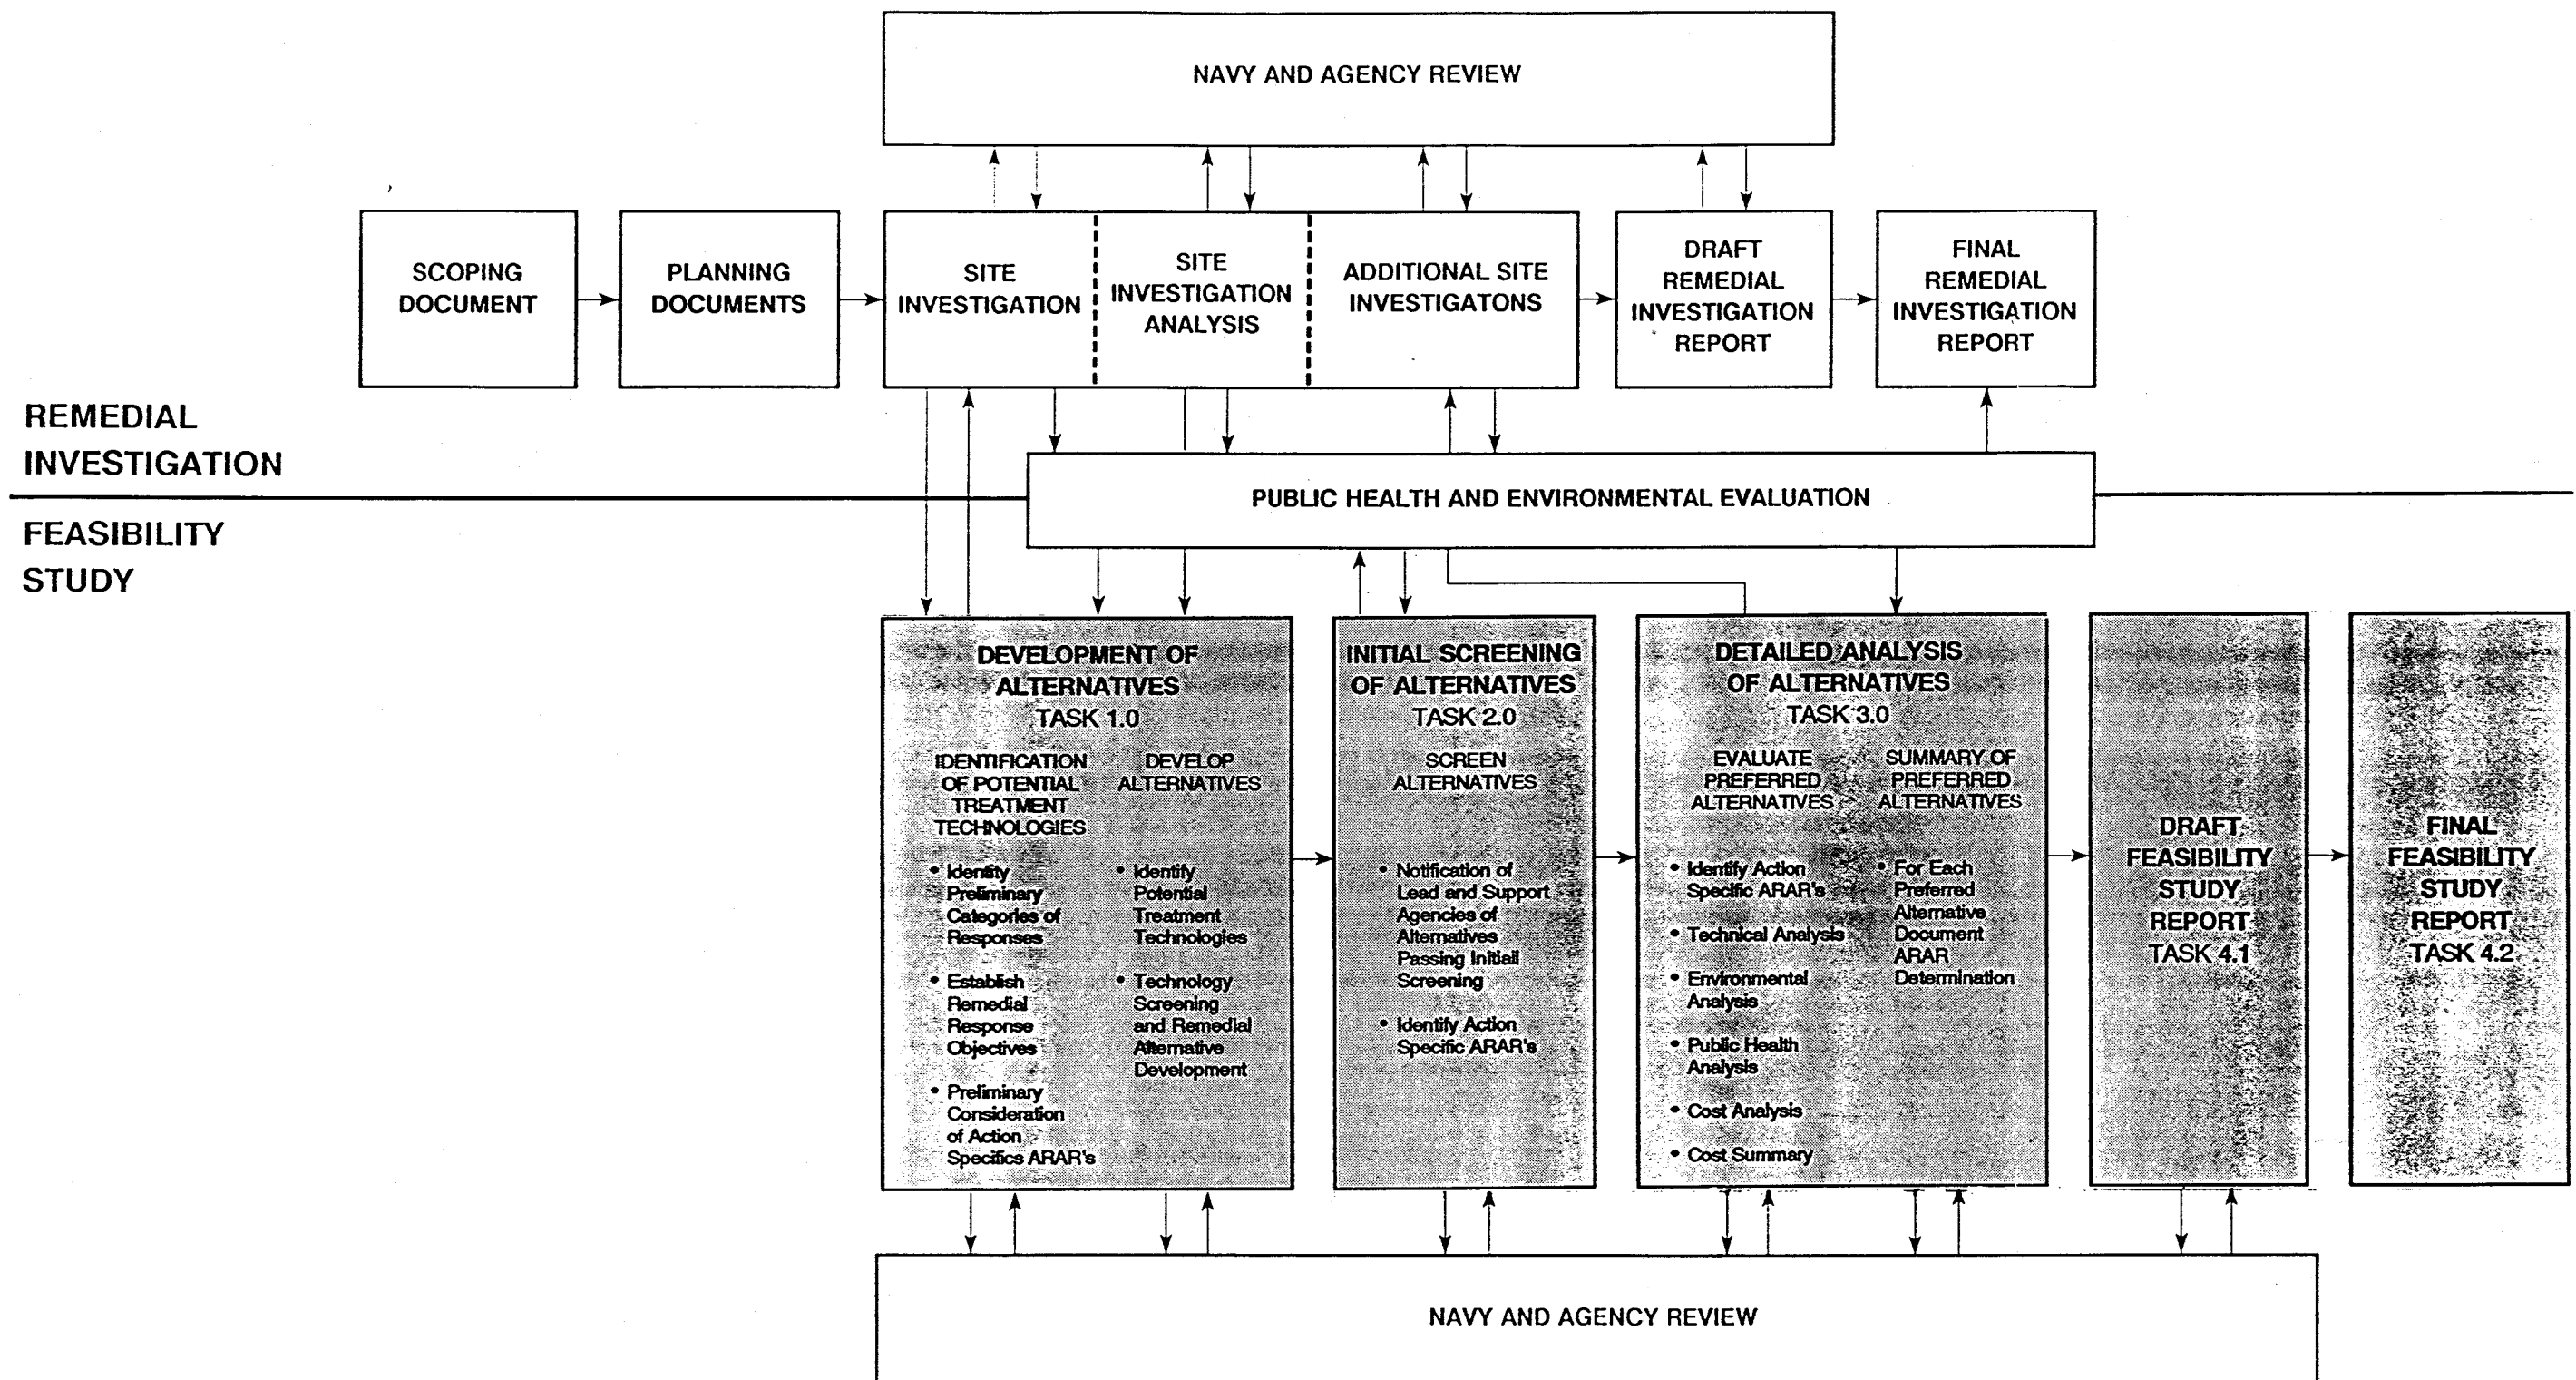 NAVY AND AGENCY REVIEW
SCOPING
DOCUMENT
PLANNING
DOCUMENTS
SITE
INVESTIGATION
SITE
INVESTIGATION
ANALYSIS
ADDITIONAL SITE
INVESTIGATONS
DRAFT
REMEDIAL
INVESTIGATION
REPORT
FINAL
REMEDIAL
INVESTIGATION
REPORT
REMEDIAL
INVESTIGATION
PUBLIC HEALTH AND ENVIRONMENTAL EVALUATION
FEASIBILITY
STUDY
DEVELOPMENT OF
ALTERNATIVES
TASK 1.0
IDENTIFICATION
OF POTENTIAL
TREATMENT
TECHNOLOGIES
• Identity
Preliminary
Categories of
Responses
• Establish
Remedial
Response
Objectives
• Preliminary
Consideration
of Action
Specifics ARAR's
DEVELOP
ALTERNATIVES
• Identify
Potential
Treatment
Technologies
• Technology
Screening
and Remedial
Alternative
Development
INITIAL SCREENING
OF ALTERNATIVES
TASK 2.0
SCREEN
ALTERNATIVES
• Notification of
Lead and Support
Agencies of
Alternatives
Passing Initiail
Screening
• Identify Action
Specific ARAR's
DETAILED ANALYSIS
OF ALTERNATIVES
TASK 3.0
EVALUATE
PREFERRED
ALTERNATIVES
• Identify Action
Specific ARAR's
• Technical Analysis
• Environmental
Analysis
• Public Health
Analysis
• Cost Analysis
• Cost Summary
SUMMARY OF
PREFERRED
ALTERNATIVES
• For Each
Preferred
Alternative
Document
ARAR
Determination
DRAFT
FEASIBILITY
STUDY
REPORT
TASK 4.1
FINAL
FEASIBILITY
STUDY
REPORT
TASK 4.2
NAVY AND AGENCY REVIEW